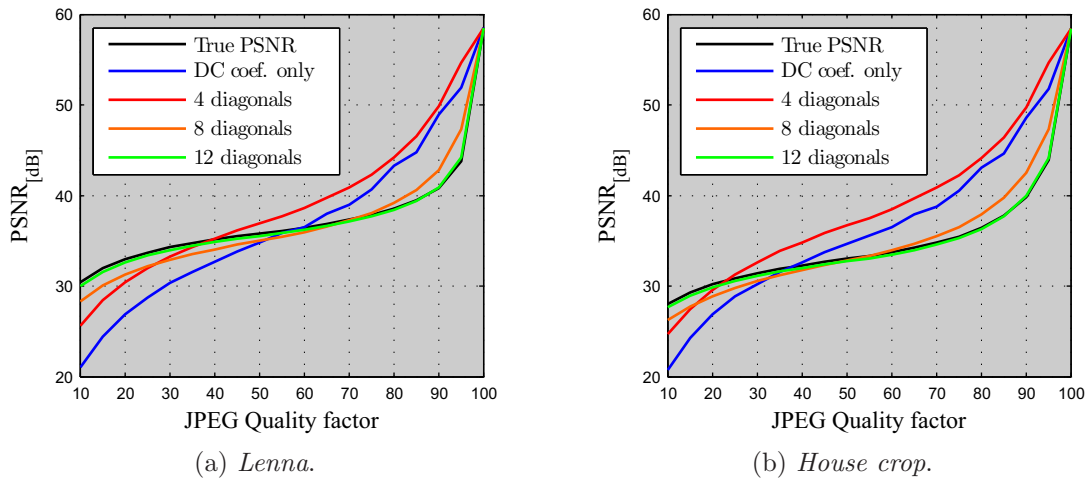 60
50
40
30
20
PSNR[dB]
True PSNR
DC coef. only
4 diagonals
8 diagonals
12 diagonals
10 20 30 40 50 60 70 80 90 100
JPEG Quality factor
(a) Lenna.
60
50
40
30
20
PSNR[dB]
True PSNR
DC coef. only
4 diagonals
8 diagonals
12 diagonals
10 20 30 40 50 60 70 80 90 100
JPEG Quality factor
(b) House crop.